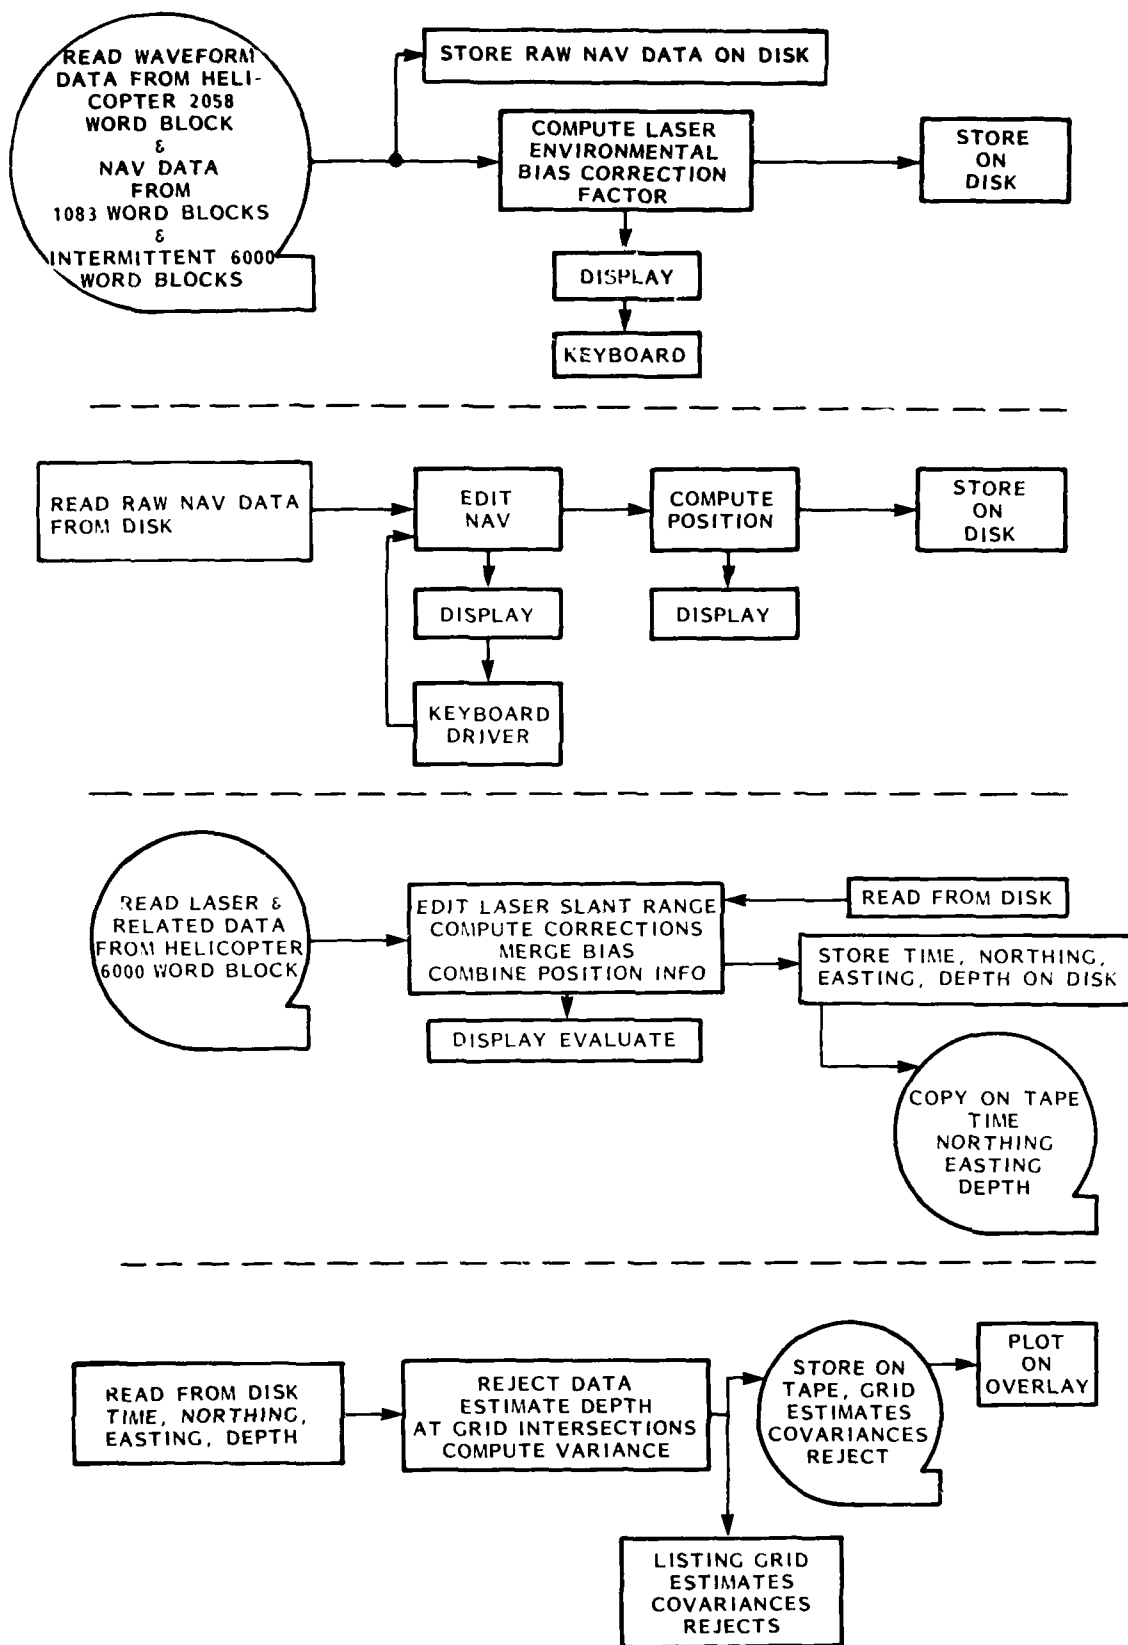 READ WAVEFORM
DATA FROM HELI-
COPTER 2058
WORD BLOCK
&
NAV DATA
FROM
1083 WORD BLOCKS
&
INTERMITTENT 6000
WORD BLOCKS
STORE RAW NAV DATA ON DISK
COMPUTE LASER
ENVIRONMENTAL
BIAS CORRECTION
FACTOR
STORE
ON
DISK
DISPLAY
KEYBOARD
READ RAW NAV DATA
FROM DISK
EDIT
NAV
COMPUTE
POSITION
STORE
ON
DISK
DISPLAY
DISPLAY
KEYBOARD
DRIVER
READ LASER &
RELATED DATA
FROM HELICOPTER
6000 WORD BLOCK
EDIT LASER SLANT RANGE
COMPUTE CORRECTIONS
MERGE BIAS
COMBINE POSITION INFO
READ FROM DISK
STORE TIME, NORTHING,
EASTING, DEPTH ON DISK
DISPLAY EVALUATE
COPY ON TAPE
TIME
NORTHING
EASTING
DEPTH
READ FROM DISK
TIME, NORTHING,
EASTING, DEPTH
REJECT DATA
ESTIMATE DEPTH
AT GRID INTERSECTIONS
COMPUTE VARIANCE
STORE ON
TAPE, GRID
ESTIMATES
COVARIANCES
REJECT
PLOT
ON
OVERLAY
LISTING GRID
ESTIMATES
COVARIANCES
REJECTS